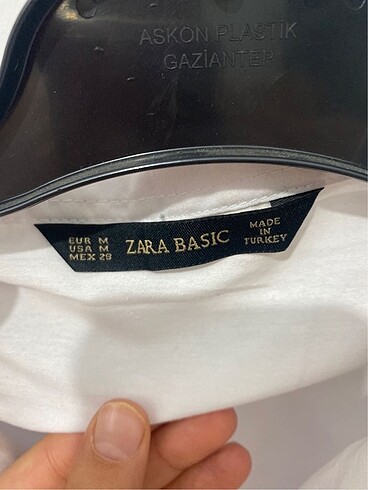 ASKON PLASTİK
GAZİANTEP
EUR M
USA M
MEX 28
ZARA BASIC
MADE
IN
TURKEY